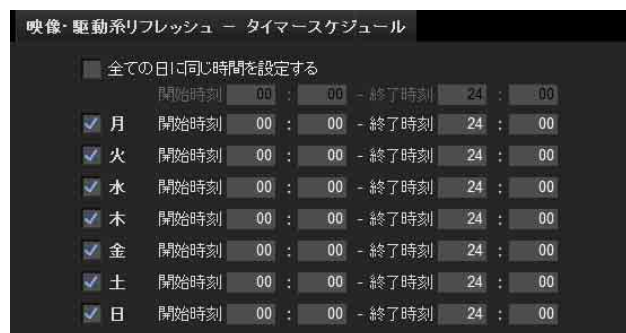 映像・駆動系リフレッシュ － タイマースケジュール
全ての日に同じ時間を設定する
開始時刻 00 : 00 - 終了時刻 24 : 00
月 開始時刻 00 : 00 - 終了時刻 24 : 00
火 開始時刻 00 : 00 - 終了時刻 24 : 00
水 開始時刻 00 : 00 - 終了時刻 24 : 00
木 開始時刻 00 : 00 - 終了時刻 24 : 00
金 開始時刻 00 : 00 - 終了時刻 24 : 00
土 開始時刻 00 : 00 - 終了時刻 24 : 00
日 開始時刻 00 : 00 - 終了時刻 24 : 00